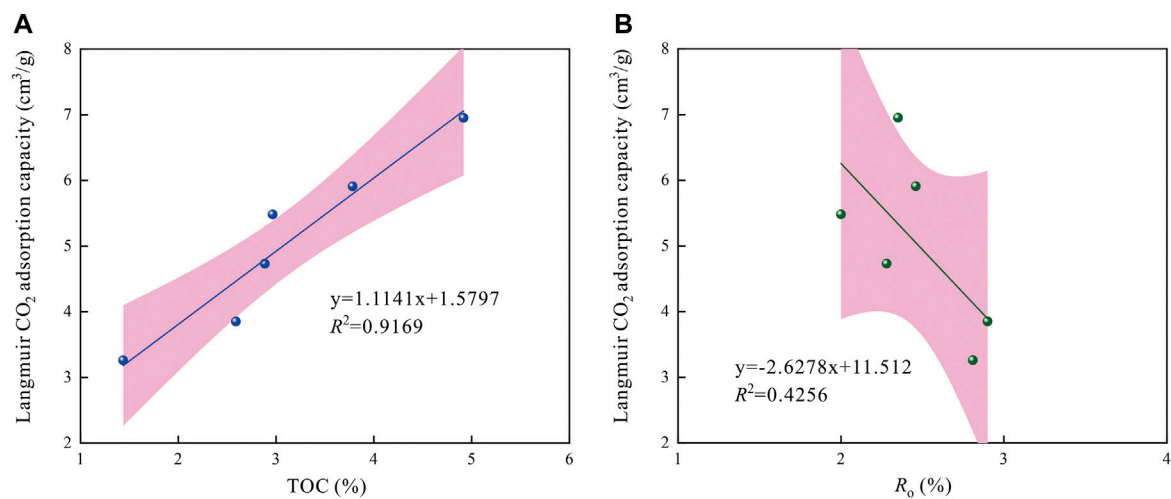 A
Langmuir CO₂ adsorption capacity (cm³/g)
8
7
6
5
4
3
2
y=1.1141x+1.5797
R²=0.9169
1 2 3 4 5 6
TOC (%)
B
Langmuir CO₂ adsorption capacity (cm³/g)
8
7
6
5
4
3
2
y=-2.6278x+11.512
R²=0.4256
1 2 3 4
Rₒ (%)